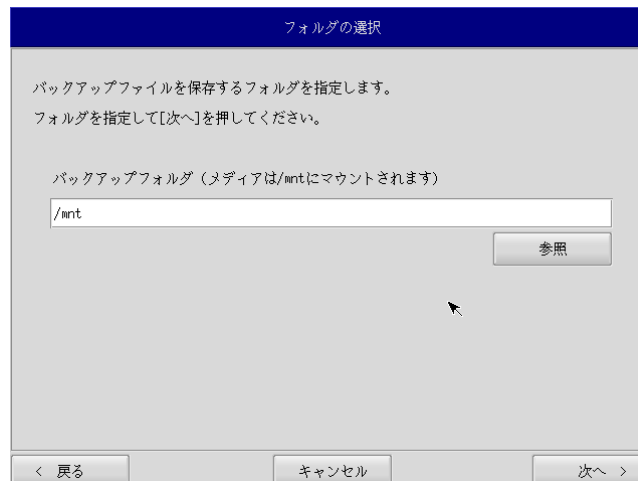 フォルダの選択
バックアップファイルを保存するフォルダを指定します。
フォルダを指定して[次へ]を押してください。
バックアップフォルダ（メディアは/mntにマウントされます）
/mnt
参照
< 戻る
キャンセル
次へ >